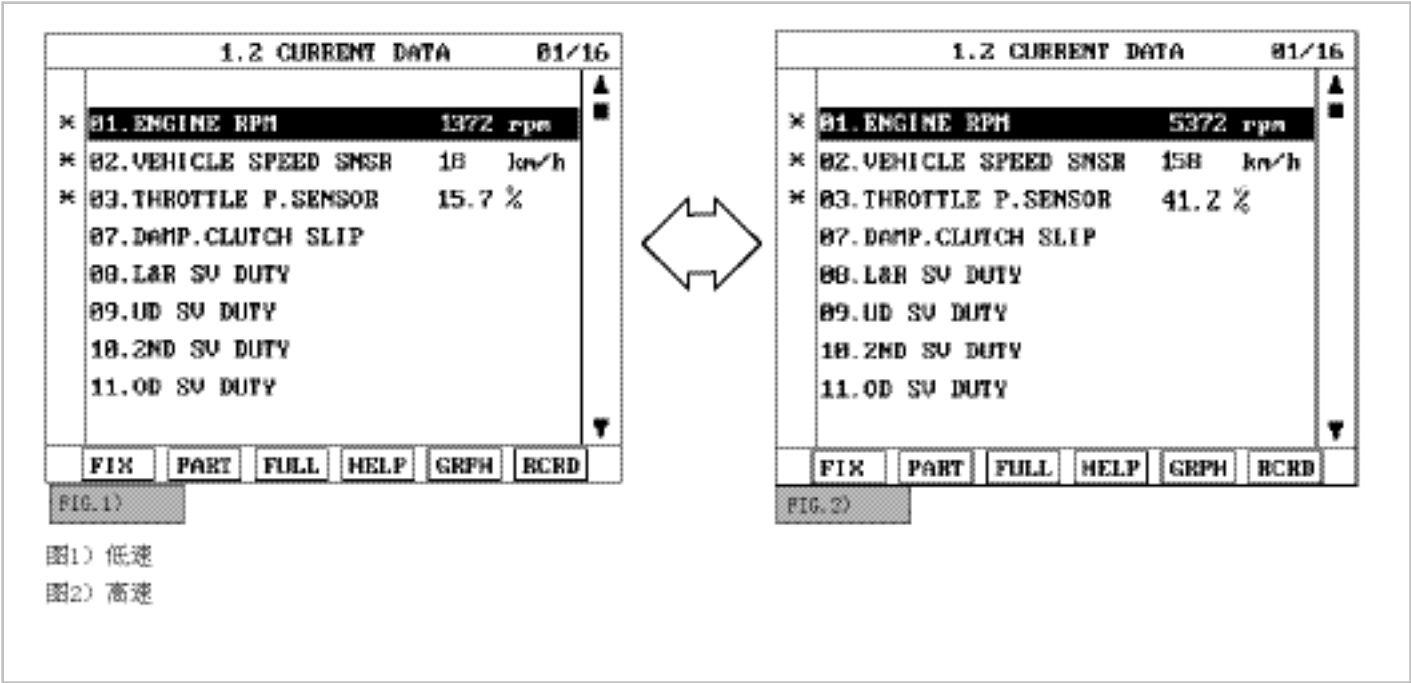 1.2 CURRENT DATA 01/16
* 01.ENGINE RPM 1372 rpm
* 02.VEHICLE SPEED SNSR 18 km/h
* 03.THROTTLE P.SENSOR 15.7 %
07.DAMP.CLUTCH SLIP
08.L&R SV DUTY
09.UD SV DUTY
10.2ND SV DUTY
11.OD SV DUTY
FIX PART FULL HELP GRPH RCRD
FIG.1)
1.2 CURRENT DATA 01/16
* 01.ENGINE RPM 5372 rpm
* 02.VEHICLE SPEED SNSR 158 km/h
* 03.THROTTLE P.SENSOR 41.2 %
07.DAMP.CLUTCH SLIP
08.L&R SV DUTY
09.UD SV DUTY
10.2ND SV DUTY
11.OD SV DUTY
FIX PART FULL HELP GRPH RCRD
FIG.2)
图1）低速
图2）高速